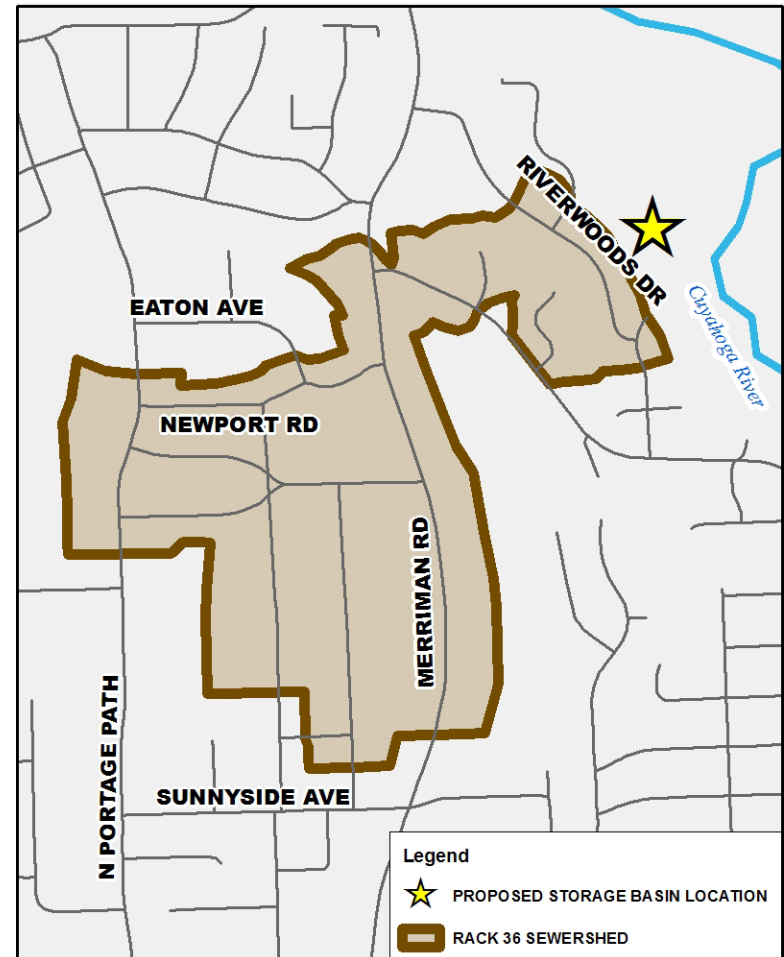 RIVERWOODS DR
Cuyahoga River
EATON AVE
NEWPORT RD
MERRIMAN RD
N PORTAGE PATH
SUNNYSIDE AVE
Legend
PROPOSED STORAGE BASIN LOCATION
RACK 36 SEWERSHED